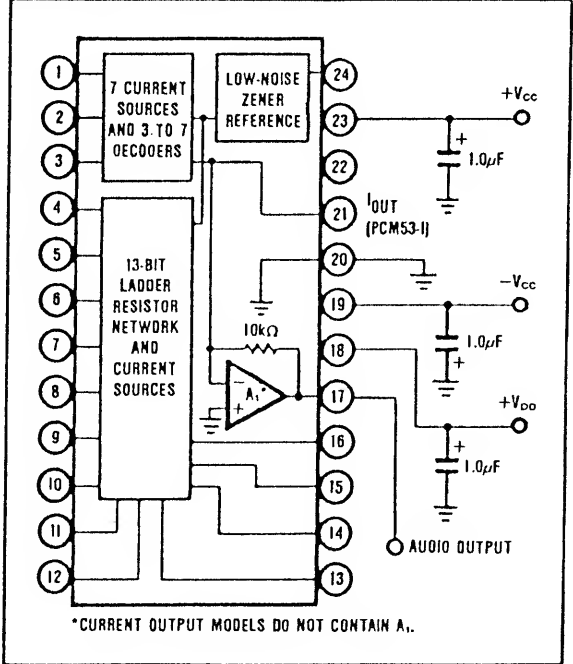 7 CURRENT
SOURCES
AND 3 TO 7
DECODERS
LOW-NOISE
ZENER
REFERENCE
13-BIT
LADDER
RESISTOR
NETWORK
AND
CURRENT
SOURCES
10kΩ
−
A₁*
+
1
2
3
4
5
6
7
8
9
10
11
12
24
23
22
21
20
19
18
17
16
15
14
13
+VCC
+
1.0µF
IOUT
(PCM53-I)
−VCC
1.0µF
+
+VDD
+
1.0µF
AUDIO OUTPUT
*CURRENT OUTPUT MODELS DO NOT CONTAIN A₁.